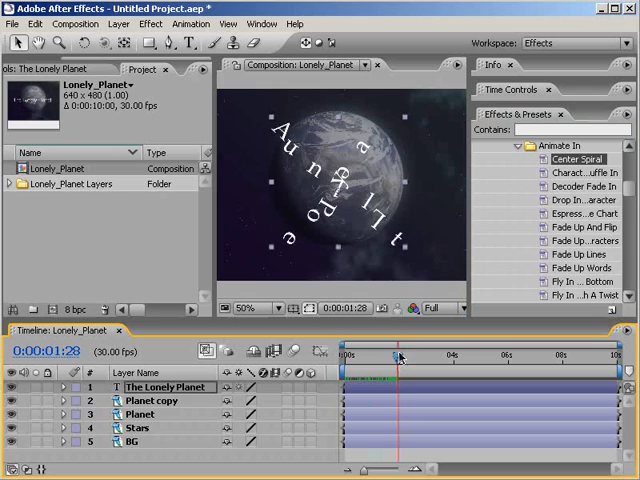 Adobe After Effects - Untitled Project.aep *
File Edit Composition Layer Effect Animation View Window Help
Workspace: Effects
ols: The Lonely Planet Project
Lonely_Planet
640 x 480 (1.00)
Δ 0:00:10:00, 30.00 fps
Name Type
Lonely_Planet Composition
Lonely_Planet Layers Folder
8 bpc
Composition: Lonely_Planet
50% 0:00:01:28 Full
Info
Time Controls
Effects & Presets
Contains:
Animate In
Center Spiral
Charact...uffle In
Decoder Fade In
Drop In...aracter
Espress...e Chart
Fade Up And Flip
Fade Up...racters
Fade Up Lines
Fade Up Words
Fly In ... Bottom
Fly In ...h A Twist
Timeline: Lonely_Planet
0:00:01:28 (30.00 fps)
# Layer Name
04s 06s 08s
1 T The Lonely Planet
2 Planet copy
3 Planet
4 Stars
5 BG